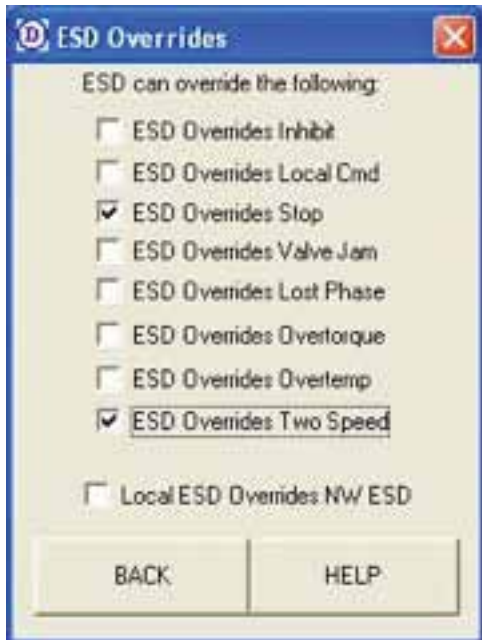 D ESD Overrides
ESD can override the following:
ESD Overrides Inhibit
ESD Overrides Local Cmd
ESD Overrides Stop
ESD Overrides Valve Jam
ESD Overrides Lost Phase
ESD Overrides Overtorque
ESD Overrides Overtemp
ESD Overrides Two Speed
Local ESD Overrides NW ESD
BACK HELP